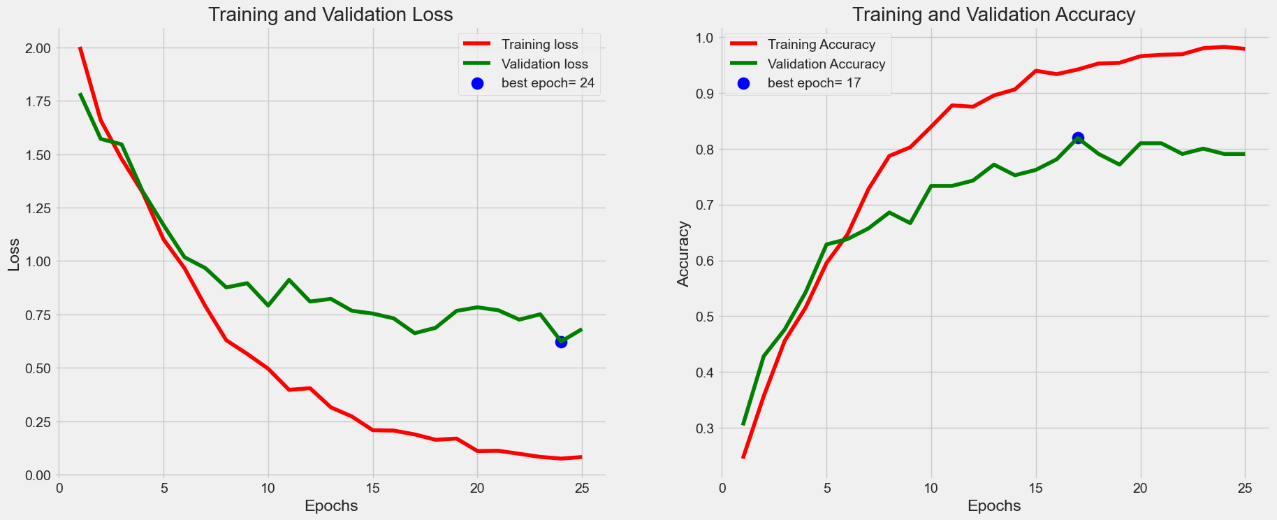 Training and Validation Loss
Training loss
Validation loss
best epoch= 24
2.00
1.75
1.50
1.25
1.00
0.75
0.50
0.25
0.00
Loss
0 5 10 15 20 25
Epochs
Training and Validation Accuracy
Training Accuracy
Validation Accuracy
best epoch= 17
1.0
0.9
0.8
0.7
0.6
0.5
0.4
0.3
Accuracy
0 5 10 15 20 25
Epochs